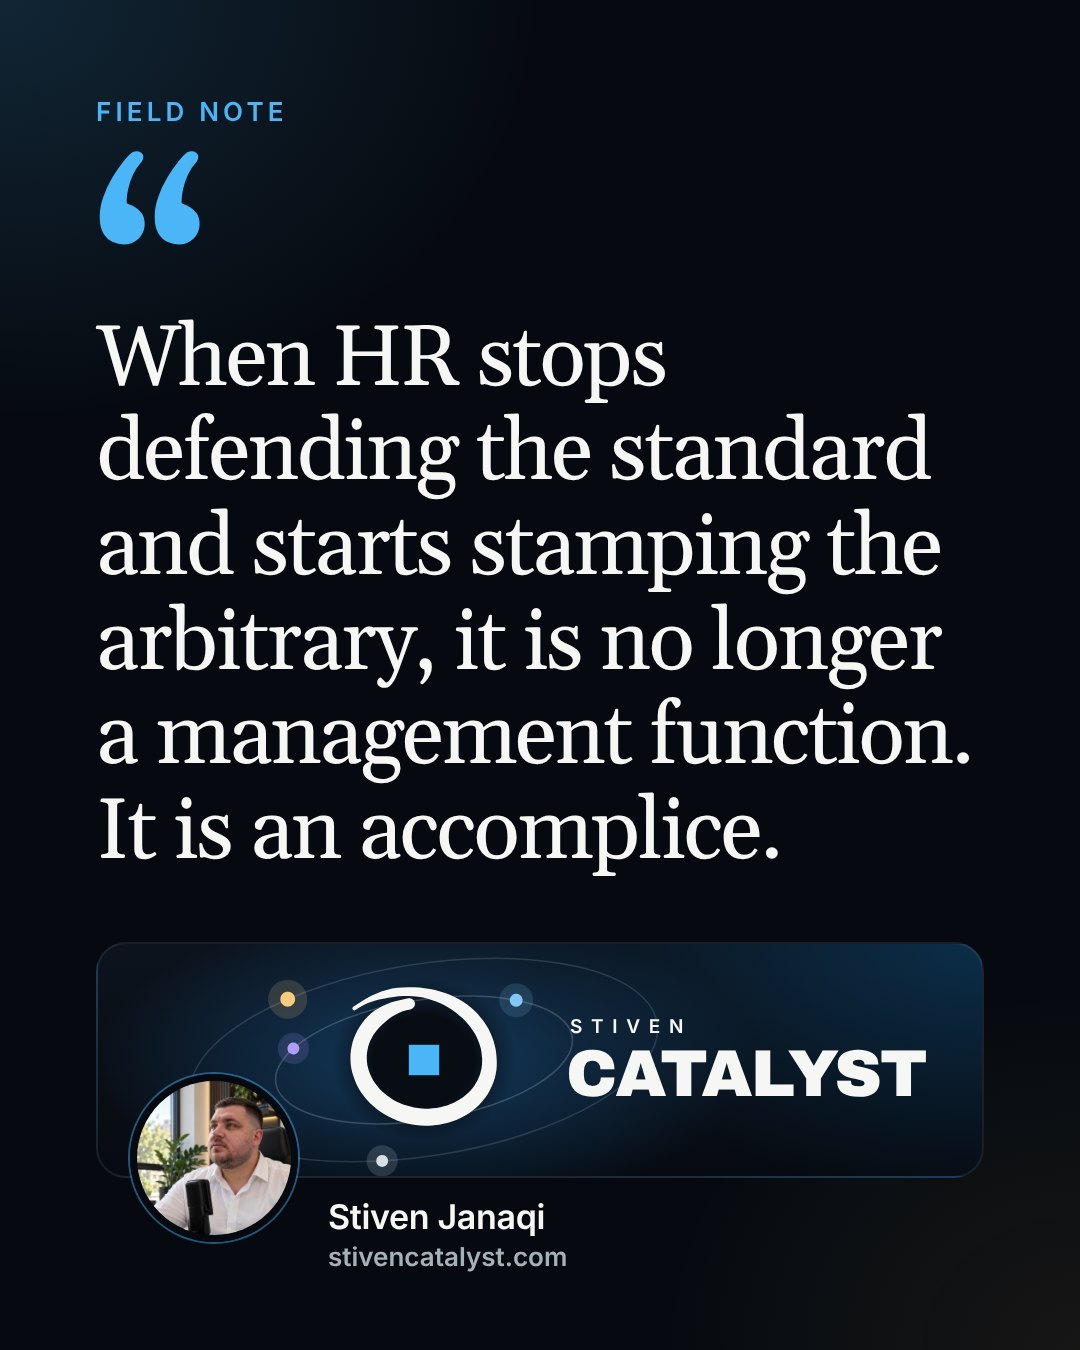 FIELD NOTE
“
When HR stops
defending the standard
and starts stamping the
arbitrary, it is no longer
a management function.
It is an accomplice.
STIVEN
CATALYST
Stiven Janaqi
stivencatalyst.com